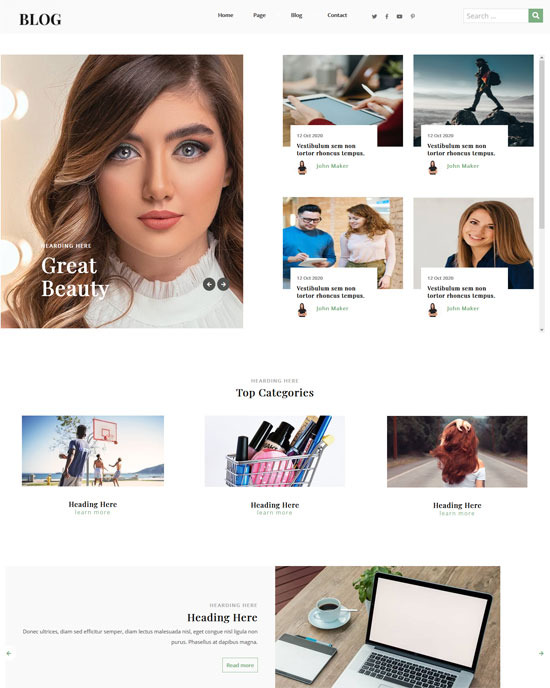 BLOG
Home Page Blog Contact
Search ...
HEARDING HERE
Great
Beauty
12 Oct 2020
Vestibulum sem non
tortor rhoncus tempus.
John Maker
12 Oct 2020
Vestibulum sem non
tortor rhoncus tempus.
John Maker
12 Oct 2020
Vestibulum sem non
tortor rhoncus tempus.
John Maker
12 Oct 2020
Vestibulum sem non
tortor rhoncus tempus.
John Maker
HEARDING HERE
Top Categories
Heading Here
learn more
Heading Here
learn more
Heading Here
learn more
HEARDING HERE
Heading Here
Donec ultrices, diam sed efficitur semper, diam lectus malesuada nisl, eget congue nisl ligula non
purus. Phasellus at dapibus magna.
Read more